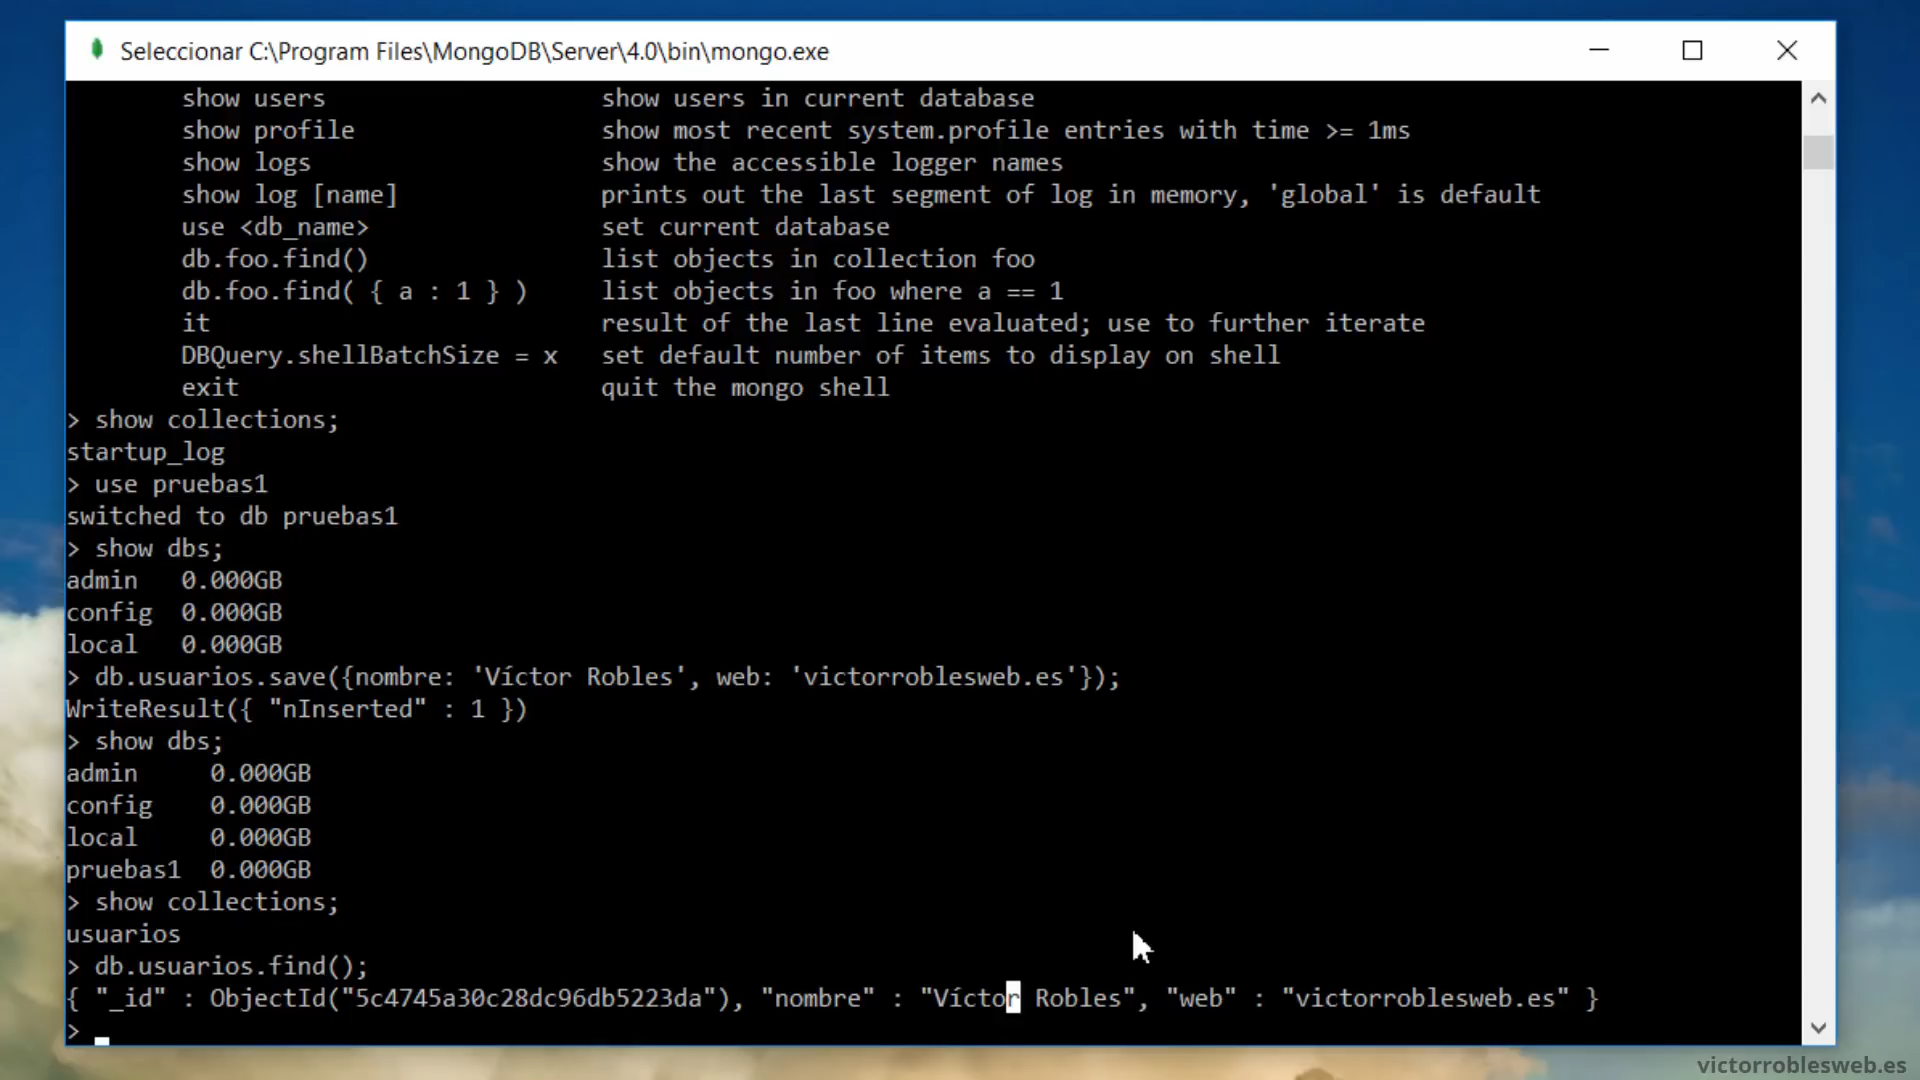 Seleccionar C:\Program Files\MongoDB\Server\4.0\bin\mongo.exe
show users show users in current database
show profile show most recent system.profile entries with time >= 1ms
show logs show the accessible logger names
show log [name] prints out the last segment of log in memory, 'global' is default
use <db_name> set current database
db.foo.find() list objects in collection foo
db.foo.find( { a : 1 } ) list objects in foo where a == 1
it result of the last line evaluated; use to further iterate
DBQuery.shellBatchSize = x set default number of items to display on shell
exit quit the mongo shell
> show collections;
startup_log
> use pruebas1
switched to db pruebas1
> show dbs;
admin 0.000GB
config 0.000GB
local 0.000GB
> db.usuarios.save({nombre: 'Víctor Robles', web: 'victorroblesweb.es'});
WriteResult({ "nInserted" : 1 })
> show dbs;
admin 0.000GB
config 0.000GB
local 0.000GB
pruebas1 0.000GB
> show collections;
usuarios
> db.usuarios.find();
{ "_id" : ObjectId("5c4745a30c28dc96db5223da"), "nombre" : "Víctor Robles", "web" : "victorroblesweb.es" }
>
victorroblesweb.es